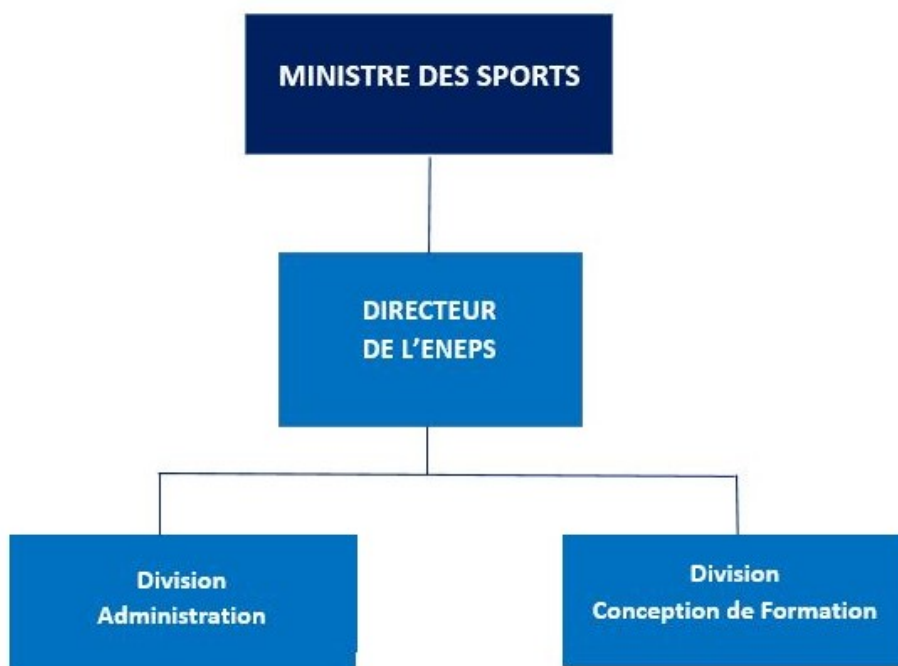 MINISTRE DES SPORTS
DIRECTEUR
DE L'ENEPS
Division
Administration
Division
Conception de Formation